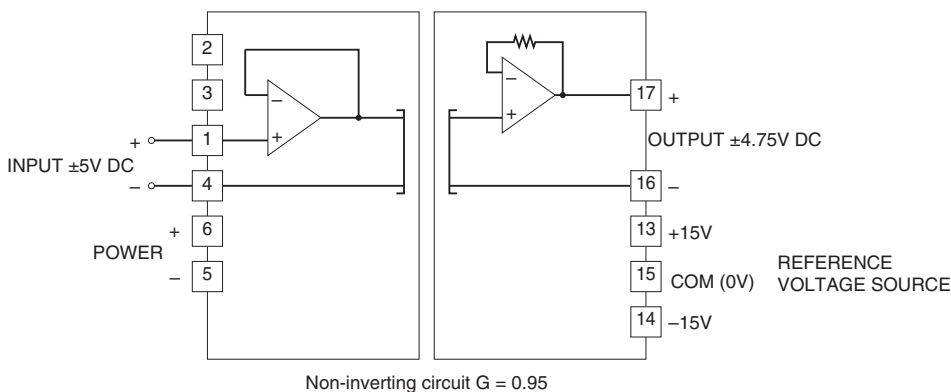 2
3
+ 1
INPUT ±5V DC
– 4
+ 6
POWER
– 5
–
+
–
+
17 +
OUTPUT ±4.75V DC
16 –
13 +15V
15 COM (0V)
REFERENCE
VOLTAGE SOURCE
14 –15V
Non-inverting circuit G = 0.95